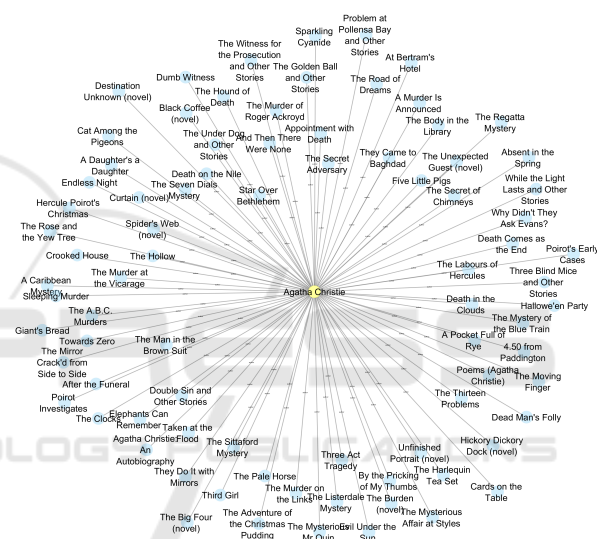 Problem at
Pollensa Bay
and Other
Stories
Sparkling
Cyanide
The Witness for
the Prosecution
and Other
Stories
The Golden Ball
and Other
Stories
At Bertram's
Hotel
Dumb Witness
The Road of
Dreams
Destination
Unknown (novel)
The Hound of
Death
A Murder Is
Announced
Black Coffee
(novel)
The Murder of
Roger Ackroyd
The Body in the
Library
The Regatta
Mystery
Cat Among the
Pigeons
The Under Dog
and Other
Stories
And Then There
Were None
Appointment with
Death
A Daughter's a
Daughter
The Secret
Adversary
They Came to
Baghdad
The Unexpected
Guest (novel)
Absent in the
Spring
Death on the Nile
Endless Night
The Seven Dials
Mystery
Five Little Pigs
While the Light
Lasts and Other
Stories
Curtain (novel)
Star Over
Bethlehem
The Secret of
Chimneys
Hercule Poirot's
Christmas
Why Didn't They
Ask Evans?
The Rose and
the Yew Tree
Spider's Web
(novel)
Death Comes as
the End
Poirot's Early
Cases
Crooked House
The Hollow
The Labours of
Hercules
The Murder at
the Vicarage
Three Blind Mice
and Other
Stories
A Caribbean
Mystery
Sleeping Murder
Agatha Christie
Death in the
Clouds
Hallowe'en Party
The A.B.C.
Murders
The Mystery of
the Blue Train
Giant's Bread
Towards Zero
The Man in the
Brown Suit
A Pocket Full of
Rye
4.50 from
Paddington
The Mirror
Crack'd from
Side to Side
Poems (Agatha
Christie)
The Moving
Finger
After the Funeral
Double Sin and
Other Stories
The Thirteen
Problems
Poirot
Investigates
The Clocks
Elephants Can
Remember
Taken at the
Flood
Dead Man's Folly
Agatha Christie:
An
Autobiography
The Sittaford
Mystery
Three Act
Tragedy
Unfinished
Portrait (novel)
Hickory Dickory
Dock (novel)
They Do It with
Mirrors
The Pale Horse
By the Pricking
of My Thumbs
The Harlequin
Tea Set
Third Girl
The Murder on
the Links
The Listerdale
Mystery
The Burden
(novel)
Cards on the
Table
The Big Four
(novel)
The Adventure of
the Christmas
Pudding
The Mysterious
Mr Quin
Evil Under the
Sun
The Mysterious
Affair at Styles